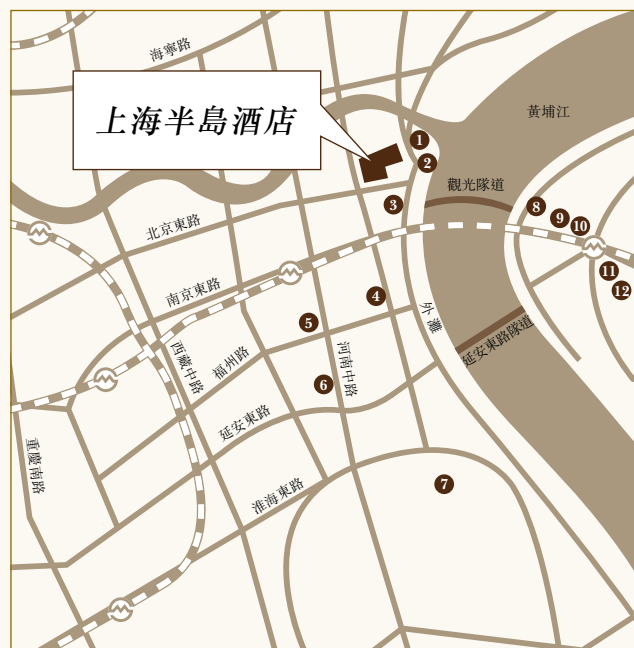 海寧路
上海半島酒店
黃埔江
1
2
觀光隧道
3
8
9
10
北京東路
11
12
南京東路
4
外灘
5
延安東路隧道
西藏中路
福州路
河南中路
6
延安東路
重慶南路
7
淮海東路